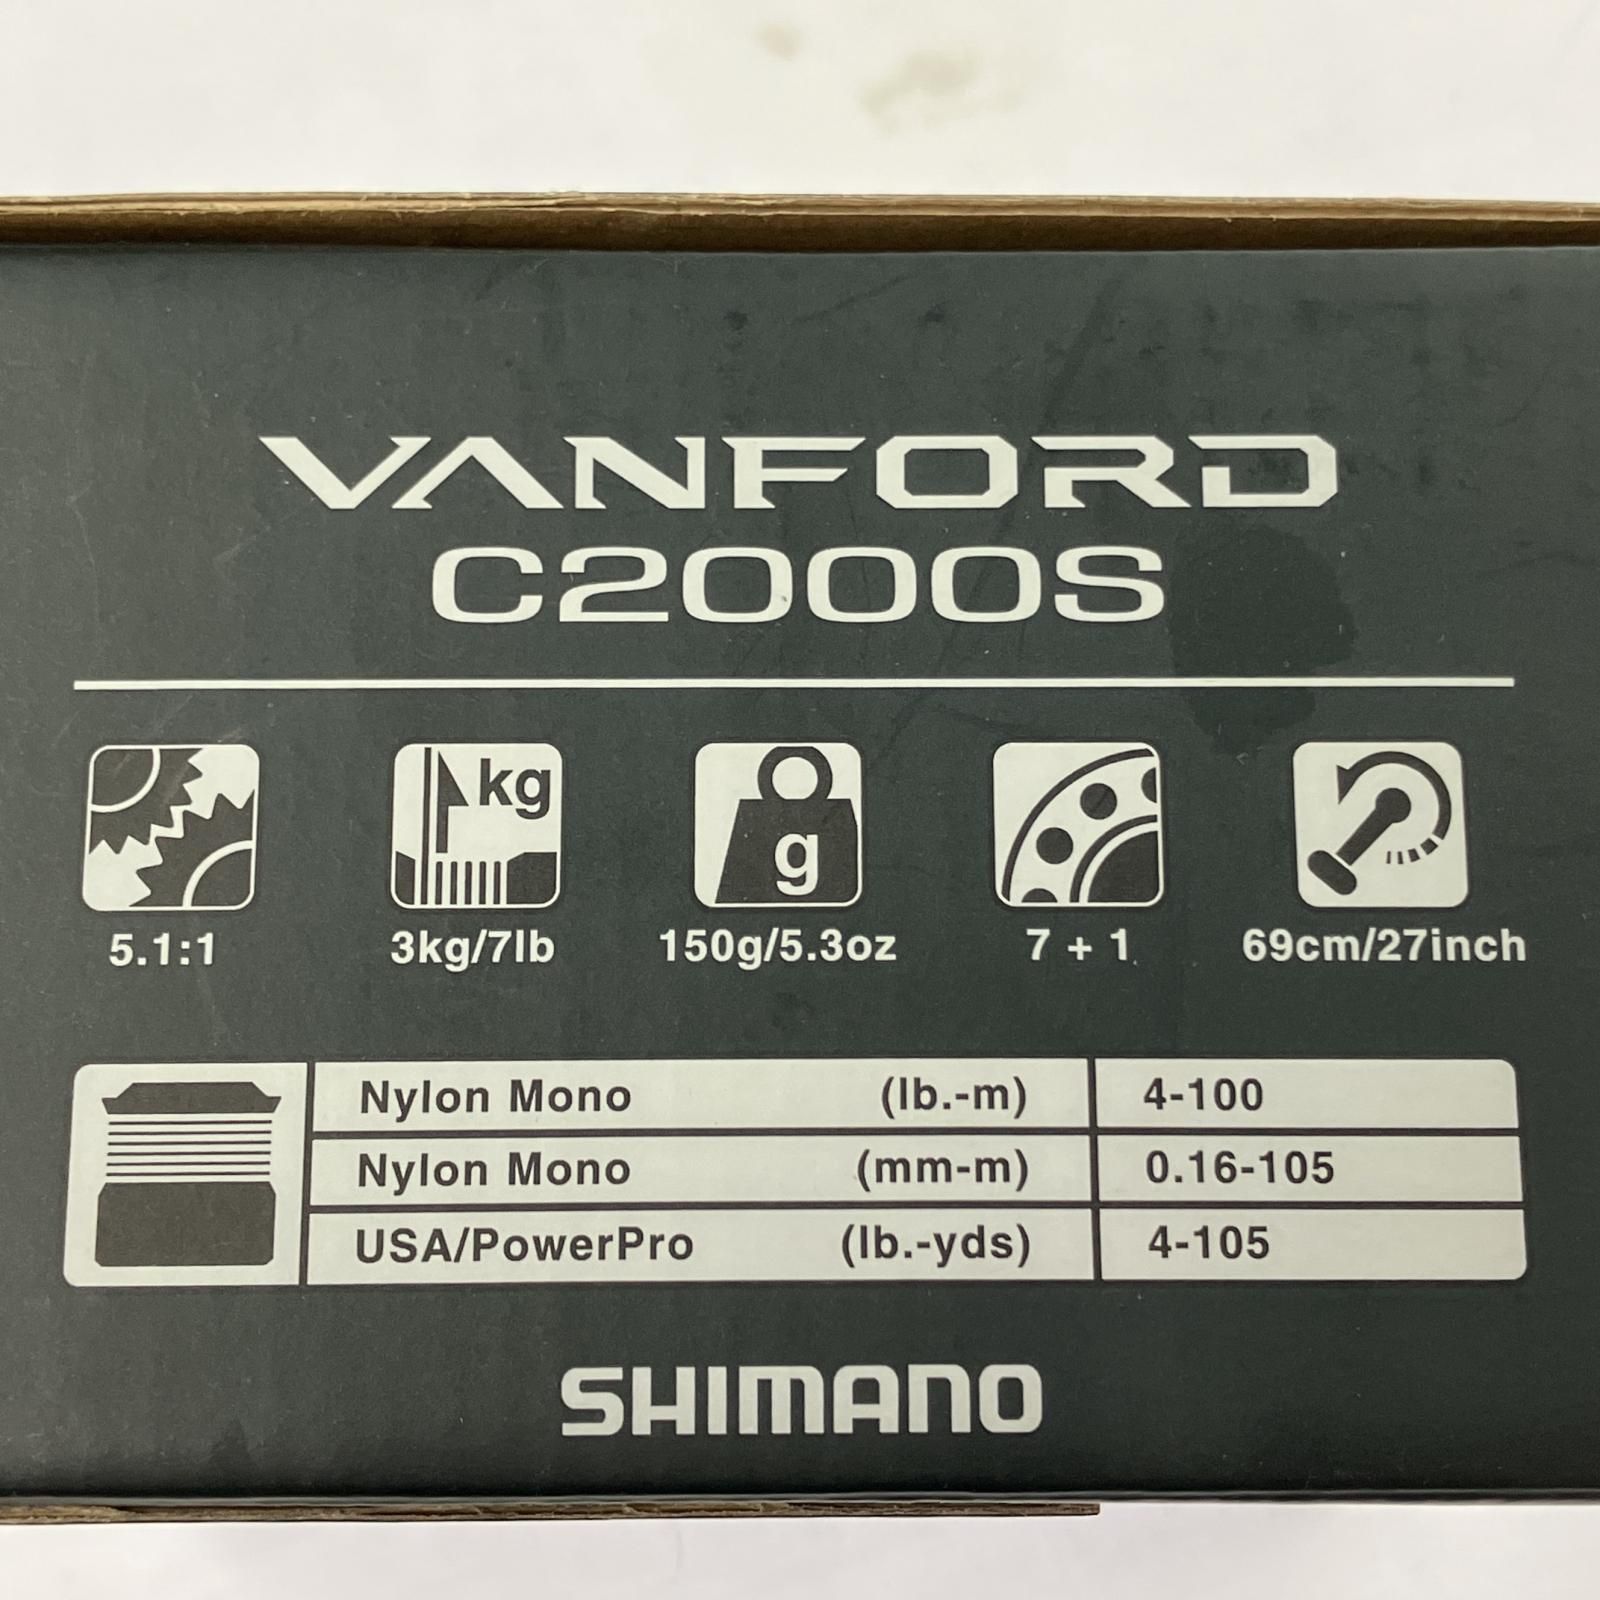 VANFORD
C2000S
kg
g
5.1:1 3kg/7lb 150g/5.3oz 7 + 1 69cm/27inch
Nylon Mono (lb.-m) 4-100
Nylon Mono (mm-m) 0.16-105
USA/PowerPro (lb.-yds) 4-105
SHIMANO